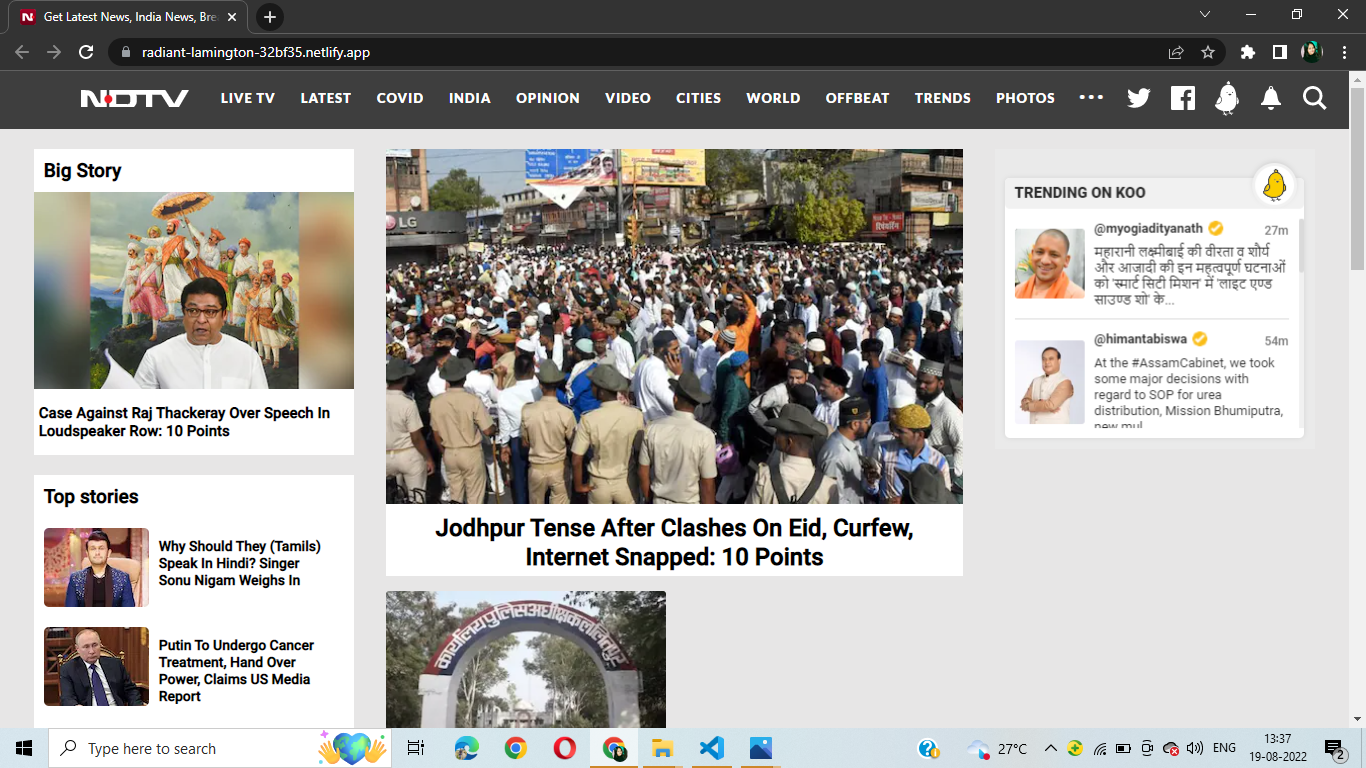 Get Latest News, India News, Bre
radiant-lamington-32bf35.netlify.app
NDTV
LIVE TV
LATEST
COVID
INDIA
OPINION
VIDEO
CITIES
WORLD
OFFBEAT
TRENDS
PHOTOS
Big Story
Case Against Raj Thackeray Over Speech In
Loudspeaker Row: 10 Points
Top stories
Why Should They (Tamils)
Speak In Hindi? Singer
Sonu Nigam Weighs In
Putin To Undergo Cancer
Treatment, Hand Over
Power, Claims US Media
Report
LG
Jodhpur Tense After Clashes On Eid, Curfew,
Internet Snapped: 10 Points
कार्यालय पुलिस अधीक्षक ललितपुर
TRENDING ON KOO
@myogiadityanath
27m
महारानी लक्ष्मीबाई की वीरता व शौर्य
और आजादी की इन महत्वपूर्ण घटनाओं
को 'स्मार्ट सिटी मिशन' में 'लाइट एण्ड
साउण्ड शो' के...
@himantabiswa
54m
At the #AssamCabinet, we took
some major decisions with
regard to SOP for urea
distribution, Mission Bhumiputra,
new mul
Type here to search
27°C
ENG
13:37
19-08-2022
2